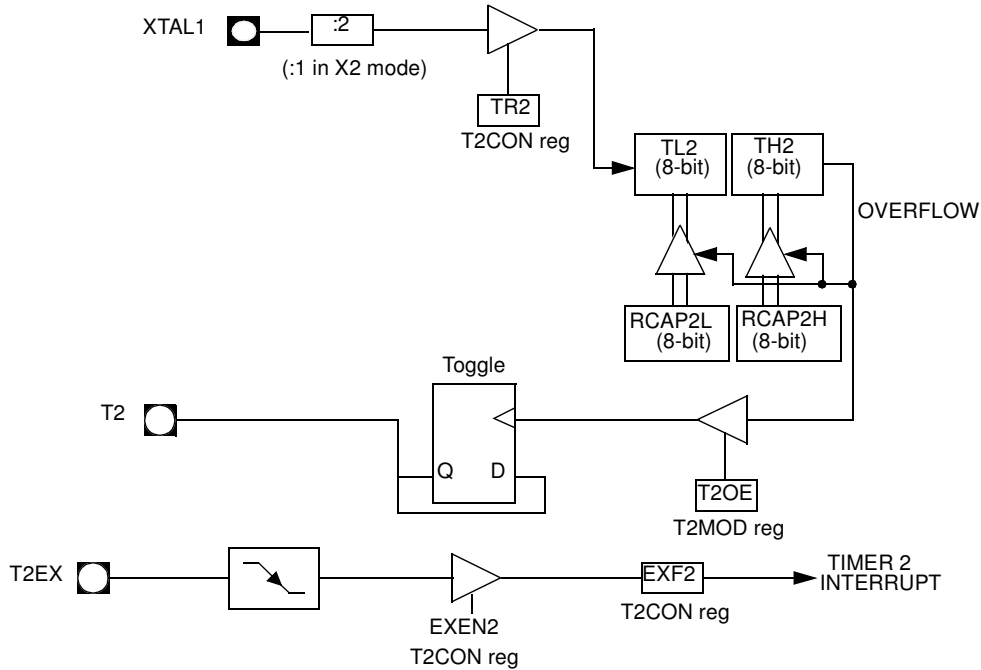 XTAL1
:2
(:1 in X2 mode)
TR2
T2CON reg
TL2
(8-bit)
TH2
(8-bit)
OVERFLOW
RCAP2L
(8-bit)
RCAP2H
(8-bit)
Toggle
T2
Q
D
T2OE
T2MOD reg
T2EX
EXEN2
T2CON reg
EXF2
T2CON reg
TIMER 2
INTERRUPT